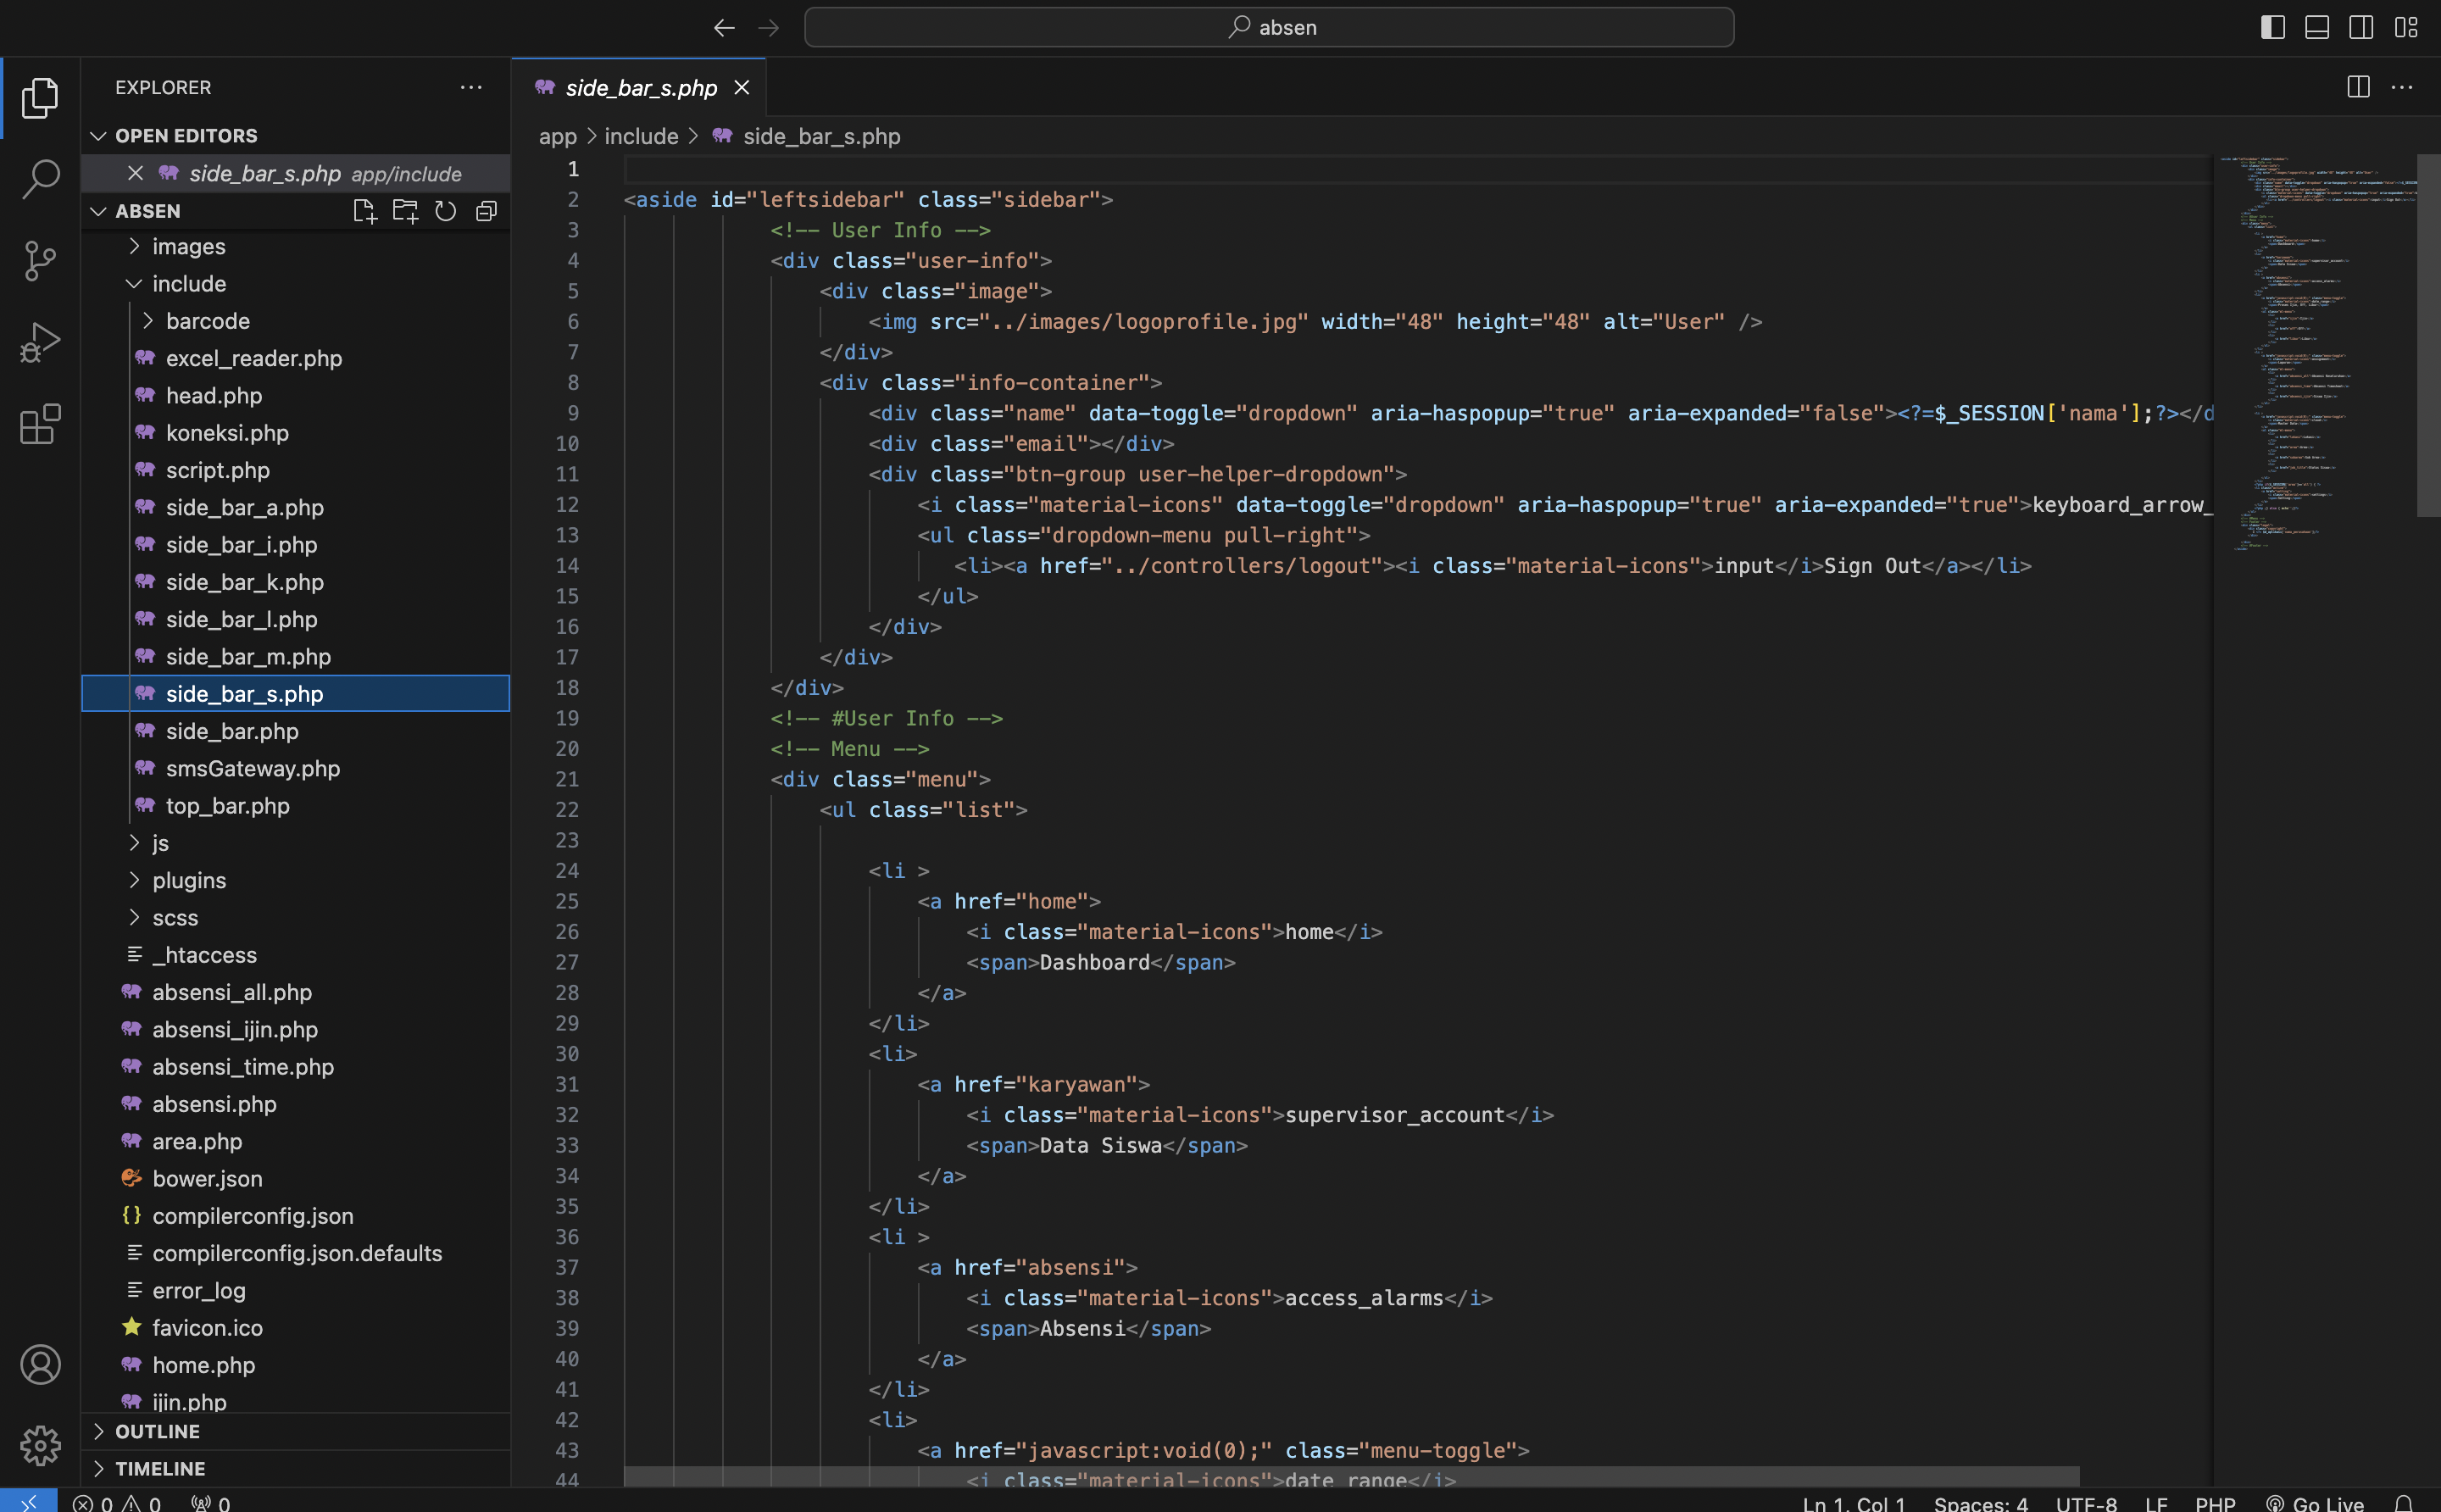 absen
EXPLORER
OPEN EDITORS
side_bar_s.php app/include
ABSEN
images
include
barcode
excel_reader.php
head.php
koneksi.php
script.php
side_bar_a.php
side_bar_i.php
side_bar_k.php
side_bar_l.php
side_bar_m.php
side_bar_s.php
side_bar.php
smsGateway.php
top_bar.php
js
plugins
scss
_htaccess
absensi_all.php
absensi_ijin.php
absensi_time.php
absensi.php
area.php
bower.json
compilerconfig.json
compilerconfig.json.defaults
error_log
favicon.ico
home.php
ijin.php
OUTLINE
TIMELINE
side_bar_s.php
app > include > side_bar_s.php
1
2 <aside id="leftsidebar" class="sidebar">
3 <!-- User Info -->
4 <div class="user-info">
5 <div class="image">
6 <img src="../images/logoprofile.jpg" width="48" height="48" alt="User" />
7 </div>
8 <div class="info-container">
9 <div class="name" data-toggle="dropdown" aria-haspopup="true" aria-expanded="false"><?=$_SESSION['nama'];?></d
10 <div class="email"></div>
11 <div class="btn-group user-helper-dropdown">
12 <i class="material-icons" data-toggle="dropdown" aria-haspopup="true" aria-expanded="true">keyboard_arrow_
13 <ul class="dropdown-menu pull-right">
14 <li><a href="../controllers/logout"><i class="material-icons">input</i>Sign Out</a></li>
15 </ul>
16 </div>
17 </div>
18 </div>
19 <!-- #User Info -->
20 <!-- Menu -->
21 <div class="menu">
22 <ul class="list">
23
24 <li >
25 <a href="home">
26 <i class="material-icons">home</i>
27 <span>Dashboard</span>
28 </a>
29 </li>
30 <li>
31 <a href="karyawan">
32 <i class="material-icons">supervisor_account</i>
33 <span>Data Siswa</span>
34 </a>
35 </li>
36 <li >
37 <a href="absensi">
38 <i class="material-icons">access_alarms</i>
39 <span>Absensi</span>
40 </a>
41 </li>
42 <li>
43 <a href="javascript:void(0);" class="menu-toggle">
44 <i class="material-icons">date_range</i>
0 0 0
Ln 1, Col 1 Spaces: 4 UTF-8 LF PHP Go Live